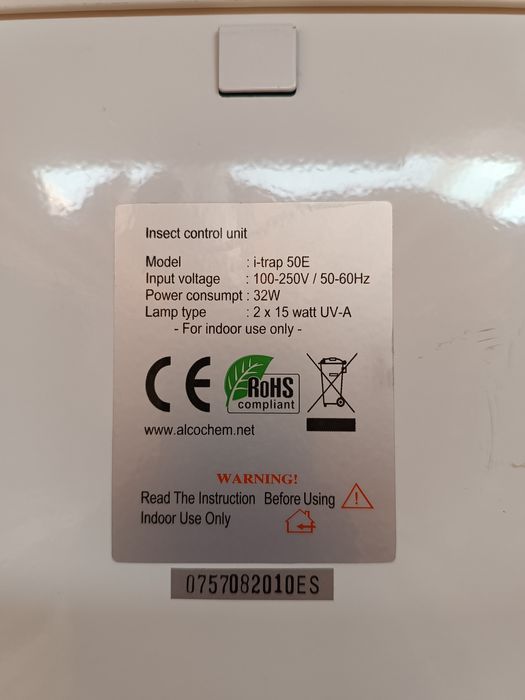 Insect control unit
Model : i-trap 50E
Input voltage : 100-250V / 50-60Hz
Power consumpt : 32W
Lamp type : 2 x 15 watt UV-A
- For indoor use only -
CE RoHS
compliant
www.alcochem.net
WARNING!
Read The Instruction Before Using
Indoor Use Only
0757082010ES